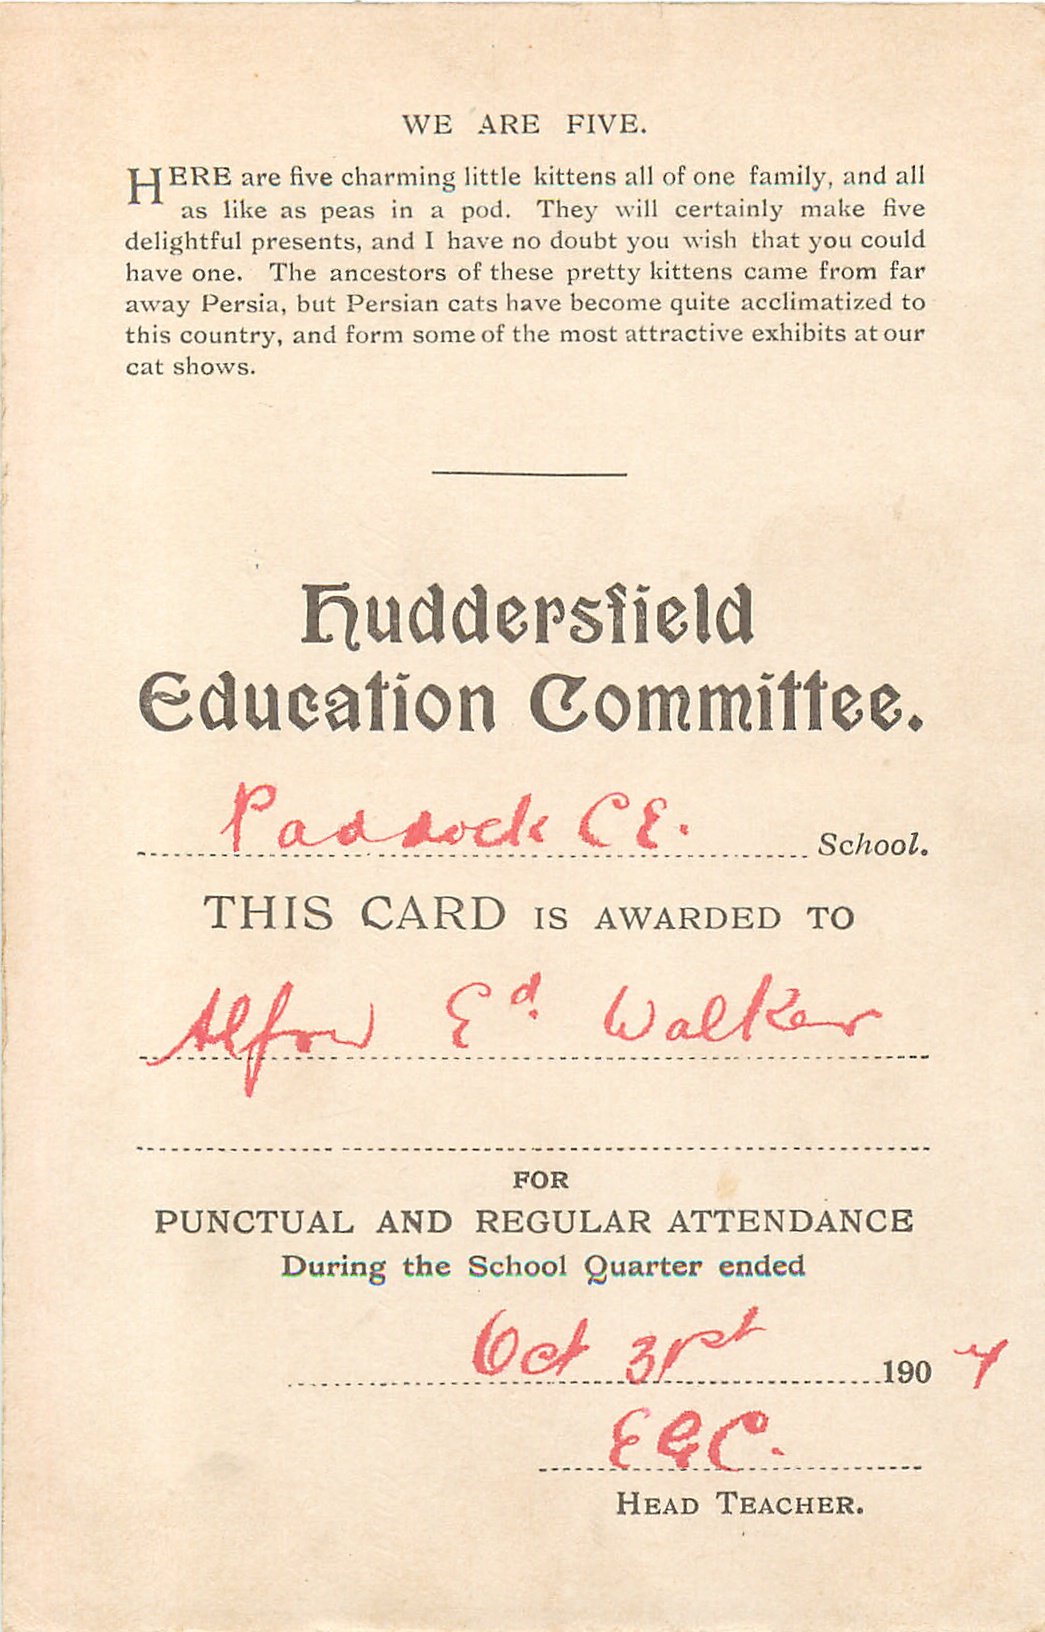 WE ARE FIVE.
HERE are five charming little kittens all of one family, and all
as like as peas in a pod. They will certainly make five
delightful presents, and I have no doubt you wish that you could
have one. The ancestors of these pretty kittens came from far
away Persia, but Persian cats have become quite acclimatized to
this country, and form some of the most attractive exhibits at our
cat shows.
Huddersfield
Education Committee.
Paddock C E. School.
THIS CARD IS AWARDED TO
Alfred Ed. Walker
FOR
PUNCTUAL AND REGULAR ATTENDANCE
During the School Quarter ended
Oct 31st 1907
E G C.
HEAD TEACHER.